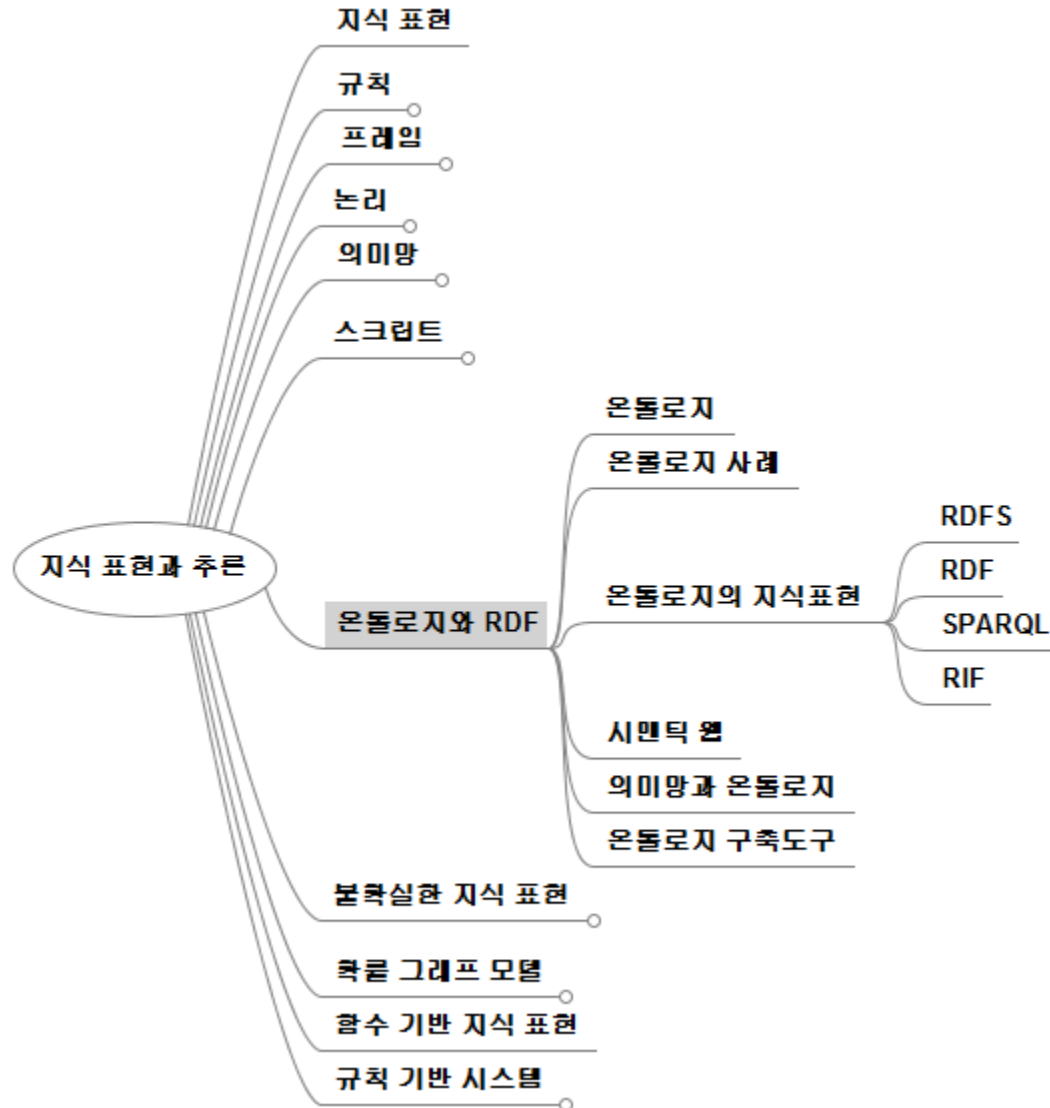 지식 표현
규칙
프레임
논리
의미망
스크립트
지식 표현과 추론
온톨로지와 RDF
온톨로지
온롤로지 사례
온톨로지의 지식표현
RDFS
RDF
SPARQL
RIF
시멘틱 웹
의미망과 온톨로지
온톨로지 구축도구
불확실한 지식 표현
확률 그래프 모델
함수 기반 지식 표현
규칙 기반 시스템